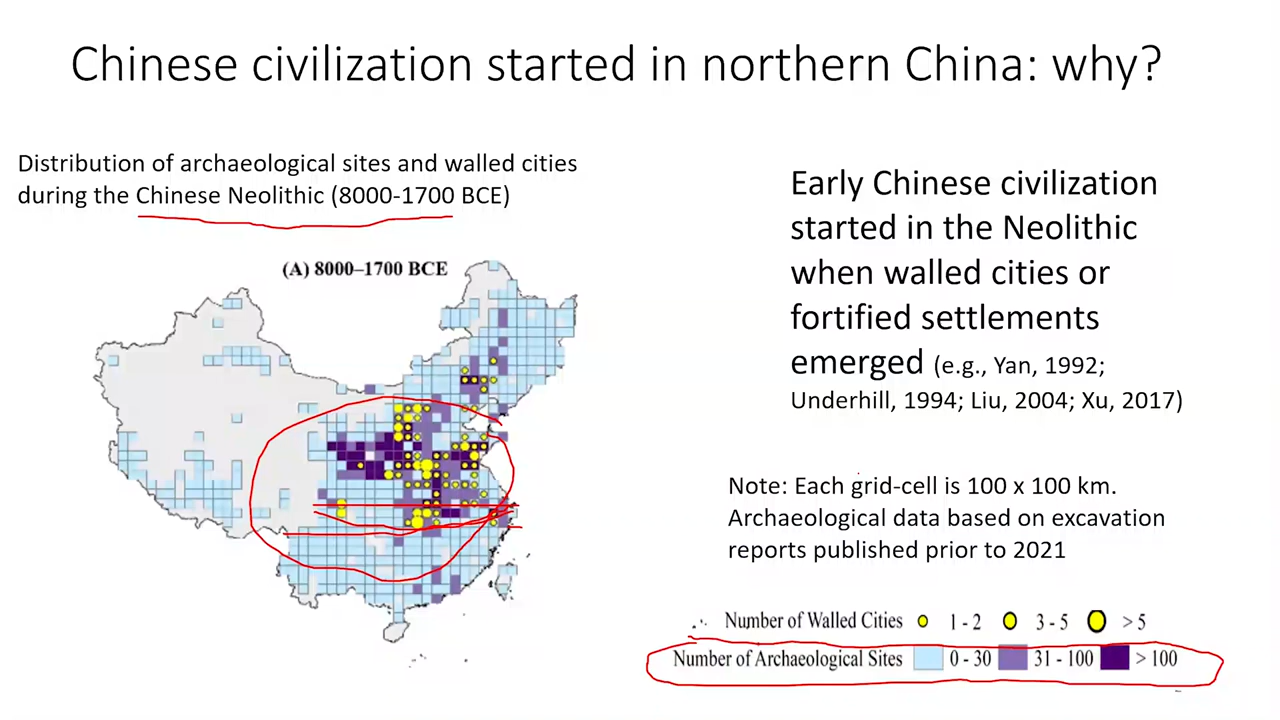 Chinese civilization started in northern China: why?
Distribution of archaeological sites and walled cities
during the Chinese Neolithic (8000-1700 BCE)
(A) 8000–1700 BCE
Early Chinese civilization
started in the Neolithic
when walled cities or
fortified settlements
emerged (e.g., Yan, 1992;
Underhill, 1994; Liu, 2004; Xu, 2017)
Note: Each grid-cell is 100 x 100 km.
Archaeological data based on excavation
reports published prior to 2021
Number of Walled Cities 1 - 2 3 - 5 > 5
Number of Archaeological Sites 0 - 30 31 - 100 > 100